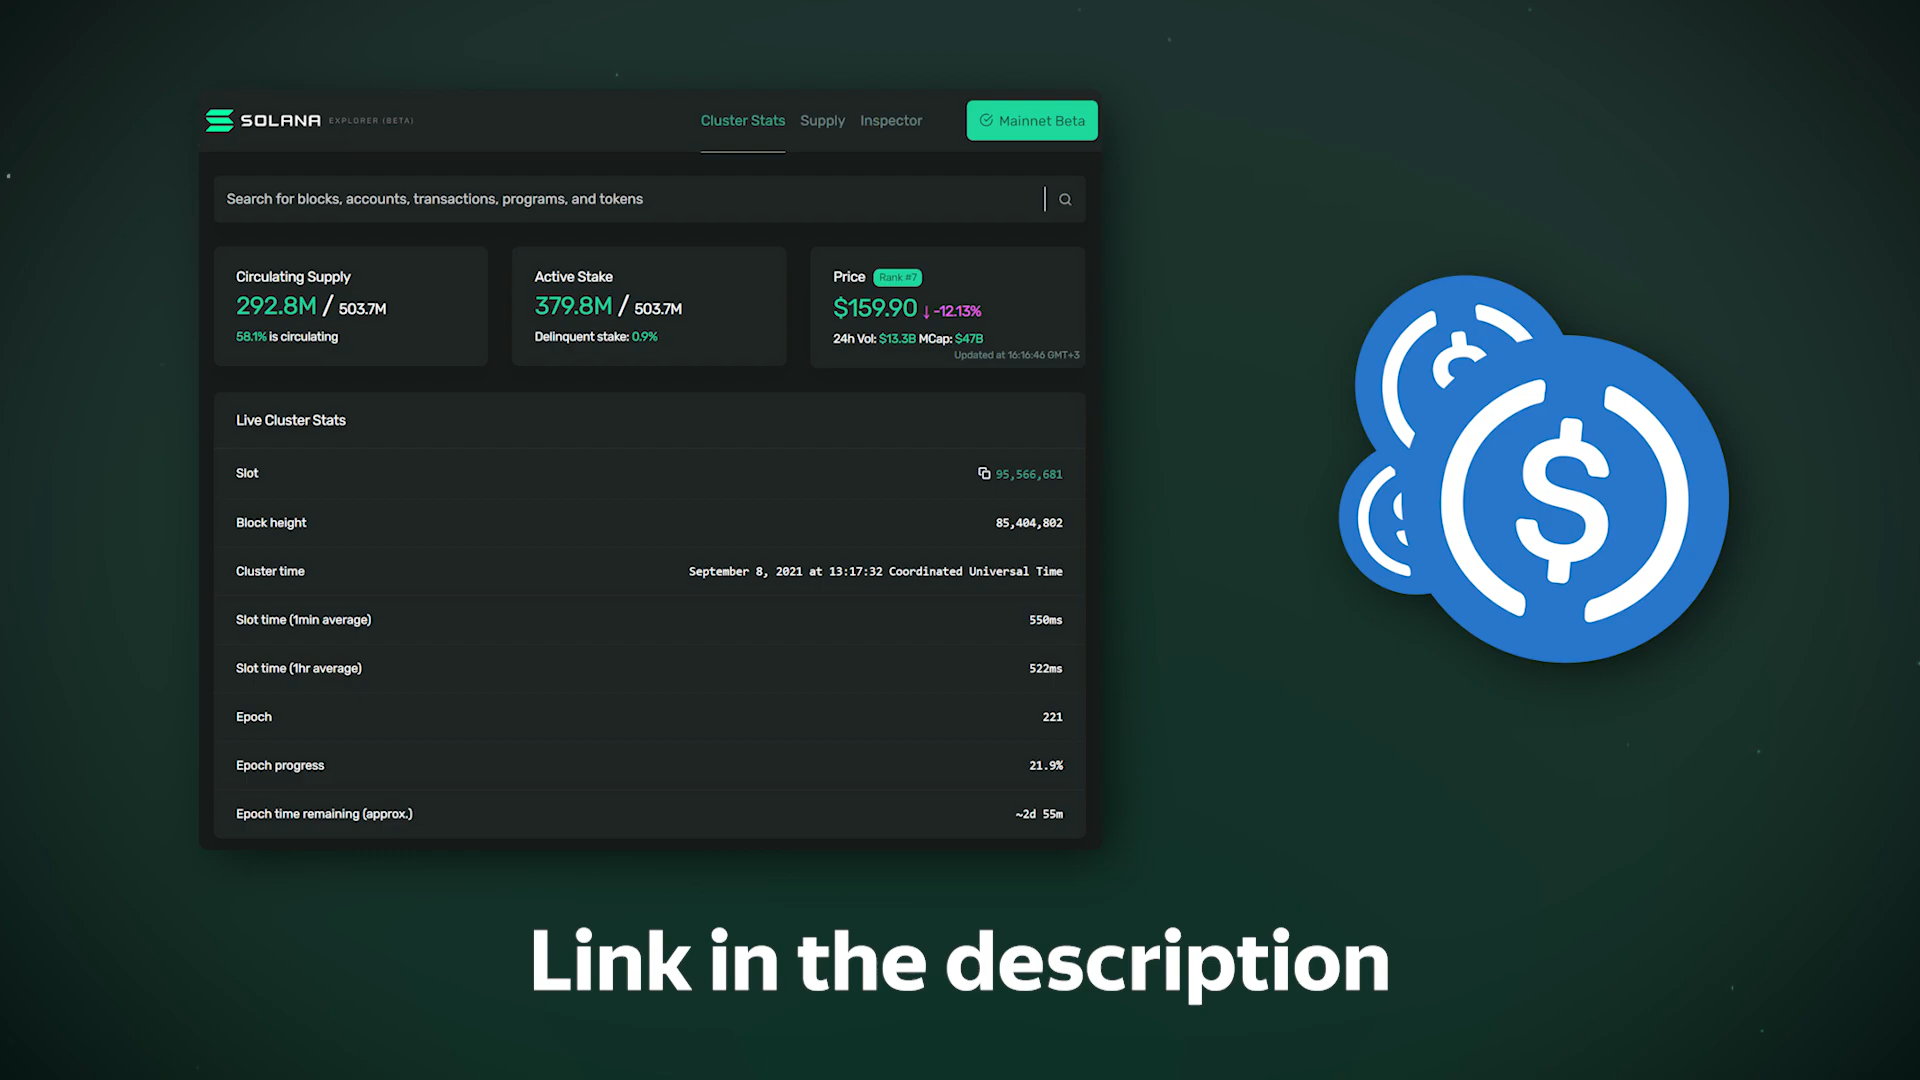 SOLANA EXPLORER (BETA)
Cluster Stats Supply Inspector Mainnet Beta
Search for blocks, accounts, transactions, programs, and tokens
Circulating Supply
292.8M / 503.7M
58.1% is circulating
Active Stake
379.8M / 503.7M
Delinquent stake: 0.9%
Price Rank #7
$159.90 ↓ -12.13%
24h Vol: $13.3B MCap: $47B
Updated at 16:16:46 GMT+3
Live Cluster Stats
Slot 95,566,681
Block height 85,404,802
Cluster time September 8, 2021 at 13:17:32 Coordinated Universal Time
Slot time (1min average) 550ms
Slot time (1hr average) 522ms
Epoch 221
Epoch progress 21.9%
Epoch time remaining (approx.) ~2d 55m
$
$
$
Link in the description